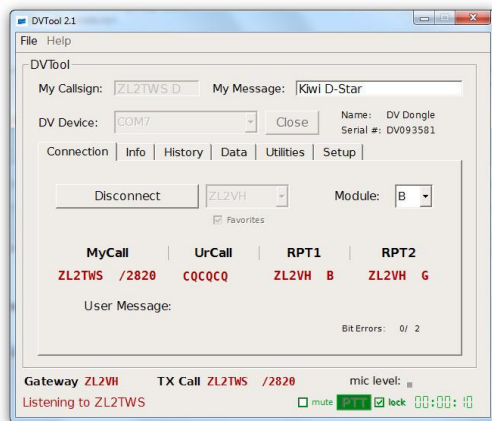 DVTool 2.1
File Help
DVTool
My Callsign: ZL2TWS D My Message: Kiwi D-Star
DV Device: COM7 Close Name: DV Dongle
Serial #: DV093581
Connection Info History Data Utilities Setup
Disconnect ZL2VH Module: B
Favorites
MyCall UrCall RPT1 RPT2
ZL2TWS /2820 CQCQCQ ZL2VH B ZL2VH G
User Message:
Bit Errors: 0/ 2
Gateway ZL2VH TX Call ZL2TWS /2820 mic level:
Listening to ZL2TWS mute PTT lock 00:00:10